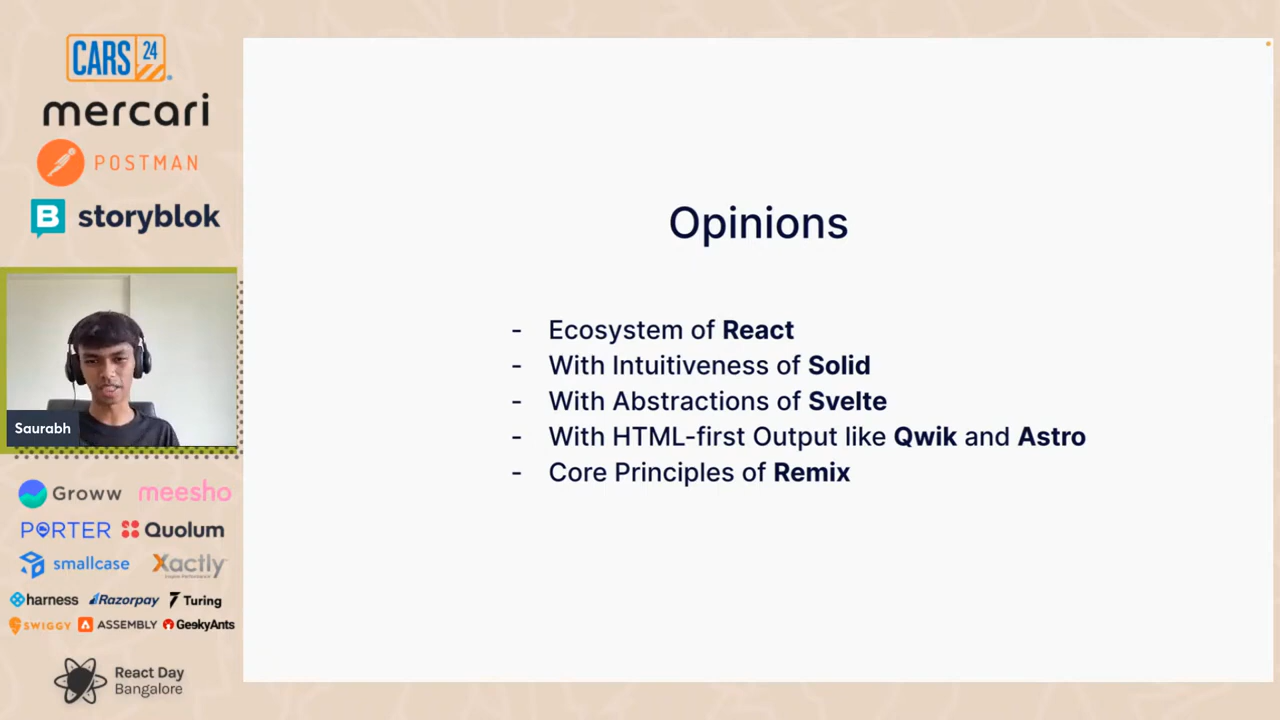 CARS 24
mercari
POSTMAN
storyblok
Saurabh
Groww meesho
PORTER Quolum
smallcase Xactly
harness Razorpay Turing
SWIGGY ASSEMBLY GeekyAnts
React Day
Bangalore
Opinions
- Ecosystem of React
- With Intuitiveness of Solid
- With Abstractions of Svelte
- With HTML-first Output like Qwik and Astro
- Core Principles of Remix